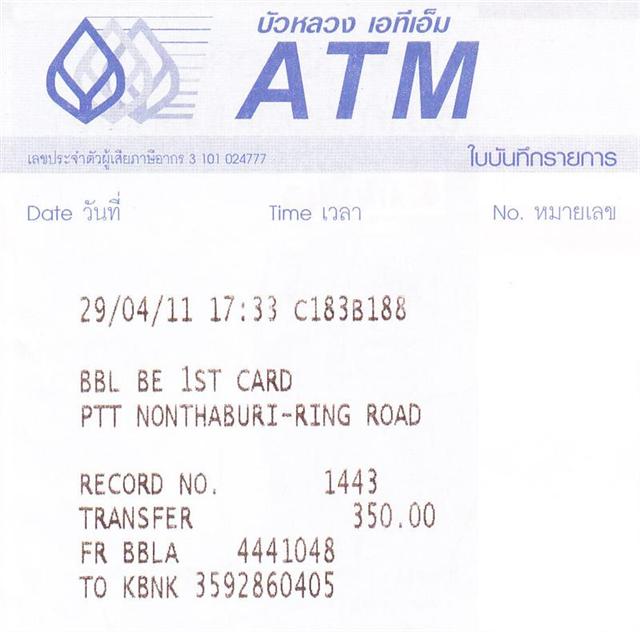 บัวหลวง เอทีเอ็ม
ATM
เลขประจำตัวผู้เสียภาษีอากร 3 101 024777
ใบบันทึกรายการ
Date วันที่ Time เวลา No. หมายเลข
29/04/11 17:33 C183B188
BBL BE 1ST CARD
PTT NONTHABURI-RING ROAD
RECORD NO. 1443
TRANSFER 350.00
FR BBLA 4441048
TO KBNK 3592860405